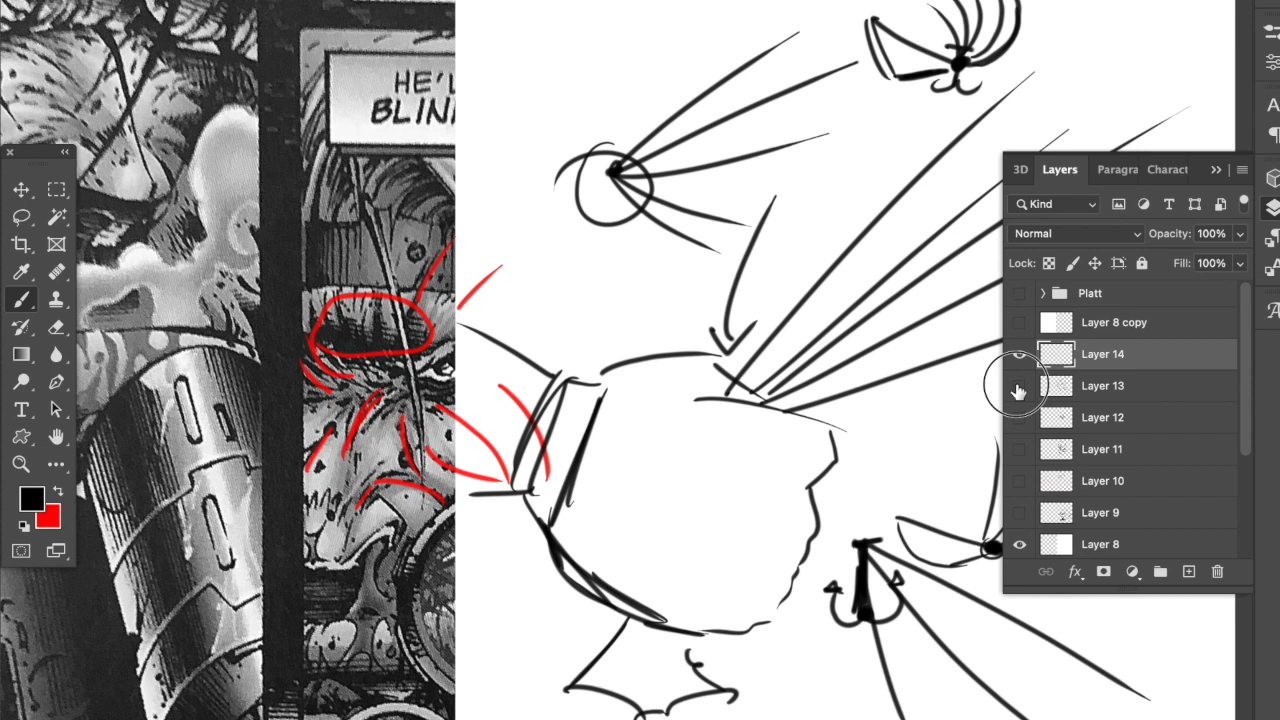 HE'L
BLIN
3D Layers Paragra Charact
Kind
Normal Opacity: 100%
Lock: Fill: 100%
Platt
Layer 8 copy
Layer 14
Layer 13
Layer 12
Layer 11
Layer 10
Layer 9
Layer 8